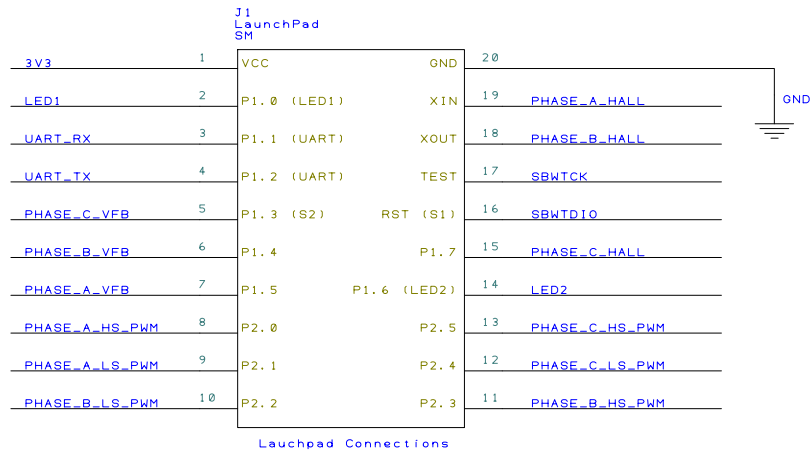 J1
LaunchPad
SM
3V3 1 VCC GND 20
LED1 2 P1.0 (LED1) XIN 19 PHASE_A_HALL GND
UART_RX 3 P1.1 (UART) XOUT 18 PHASE_B_HALL
UART_TX 4 P1.2 (UART) TEST 17 SBWTCK
PHASE_C_VFB 5 P1.3 (S2) RST (S1) 16 SBWTDIO
PHASE_B_VFB 6 P1.4 P1.7 15 PHASE_C_HALL
PHASE_A_VFB 7 P1.5 P1.6 (LED2) 14 LED2
PHASE_A_HS_PWM 8 P2.0 P2.5 13 PHASE_C_HS_PWM
PHASE_A_LS_PWM 9 P2.1 P2.4 12 PHASE_C_LS_PWM
PHASE_B_LS_PWM 10 P2.2 P2.3 11 PHASE_B_HS_PWM
Lauchpad Connections